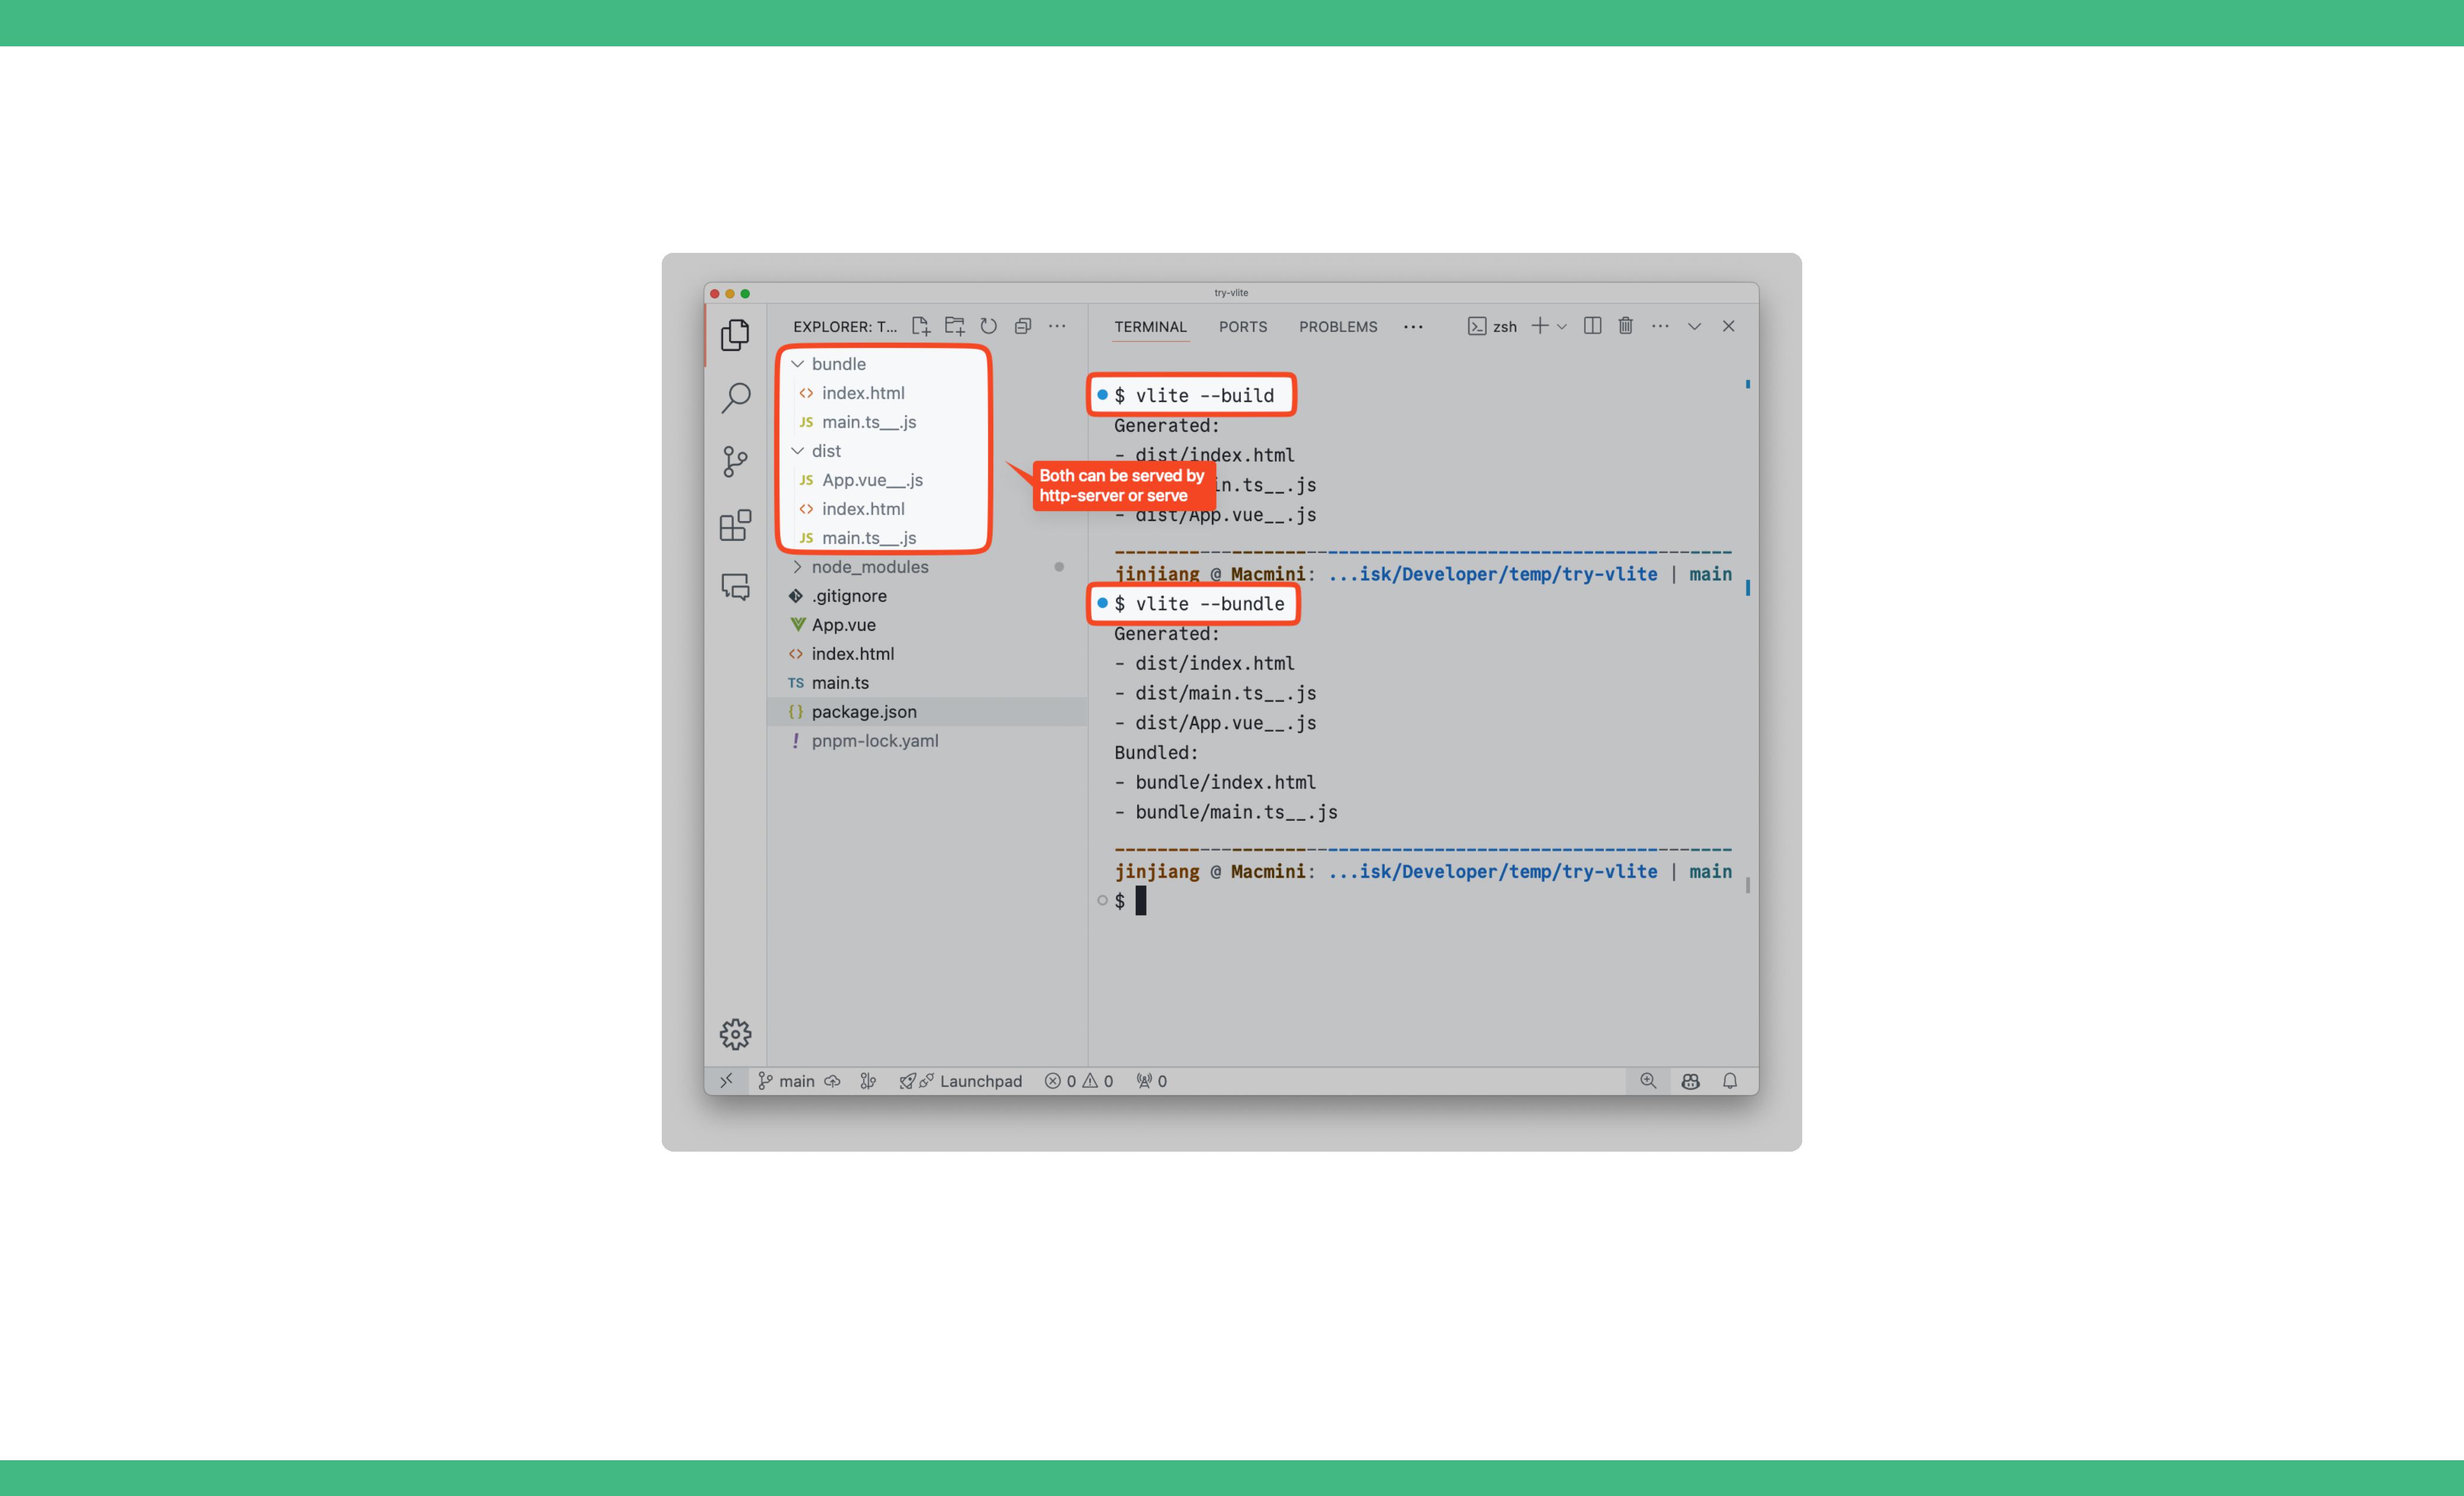 try-vlite
EXPLORER: T...
bundle
index.html
main.ts__.js
dist
App.vue__.js
index.html
main.ts__.js
node_modules
.gitignore
App.vue
index.html
TS main.ts
package.json
pnpm-lock.yaml
Both can be served by
http-server or serve
TERMINAL PORTS PROBLEMS ... zsh
$ vlite --build
Generated:
- dist/index.html
in.ts__.js
- dist/App.vue__.js
jinjiang @ Macmini: ...isk/Developer/temp/try-vlite | main
$ vlite --bundle
Generated:
- dist/index.html
- dist/main.ts__.js
- dist/App.vue__.js
Bundled:
- bundle/index.html
- bundle/main.ts__.js
jinjiang @ Macmini: ...isk/Developer/temp/try-vlite | main
$
main Launchpad 0 0 0